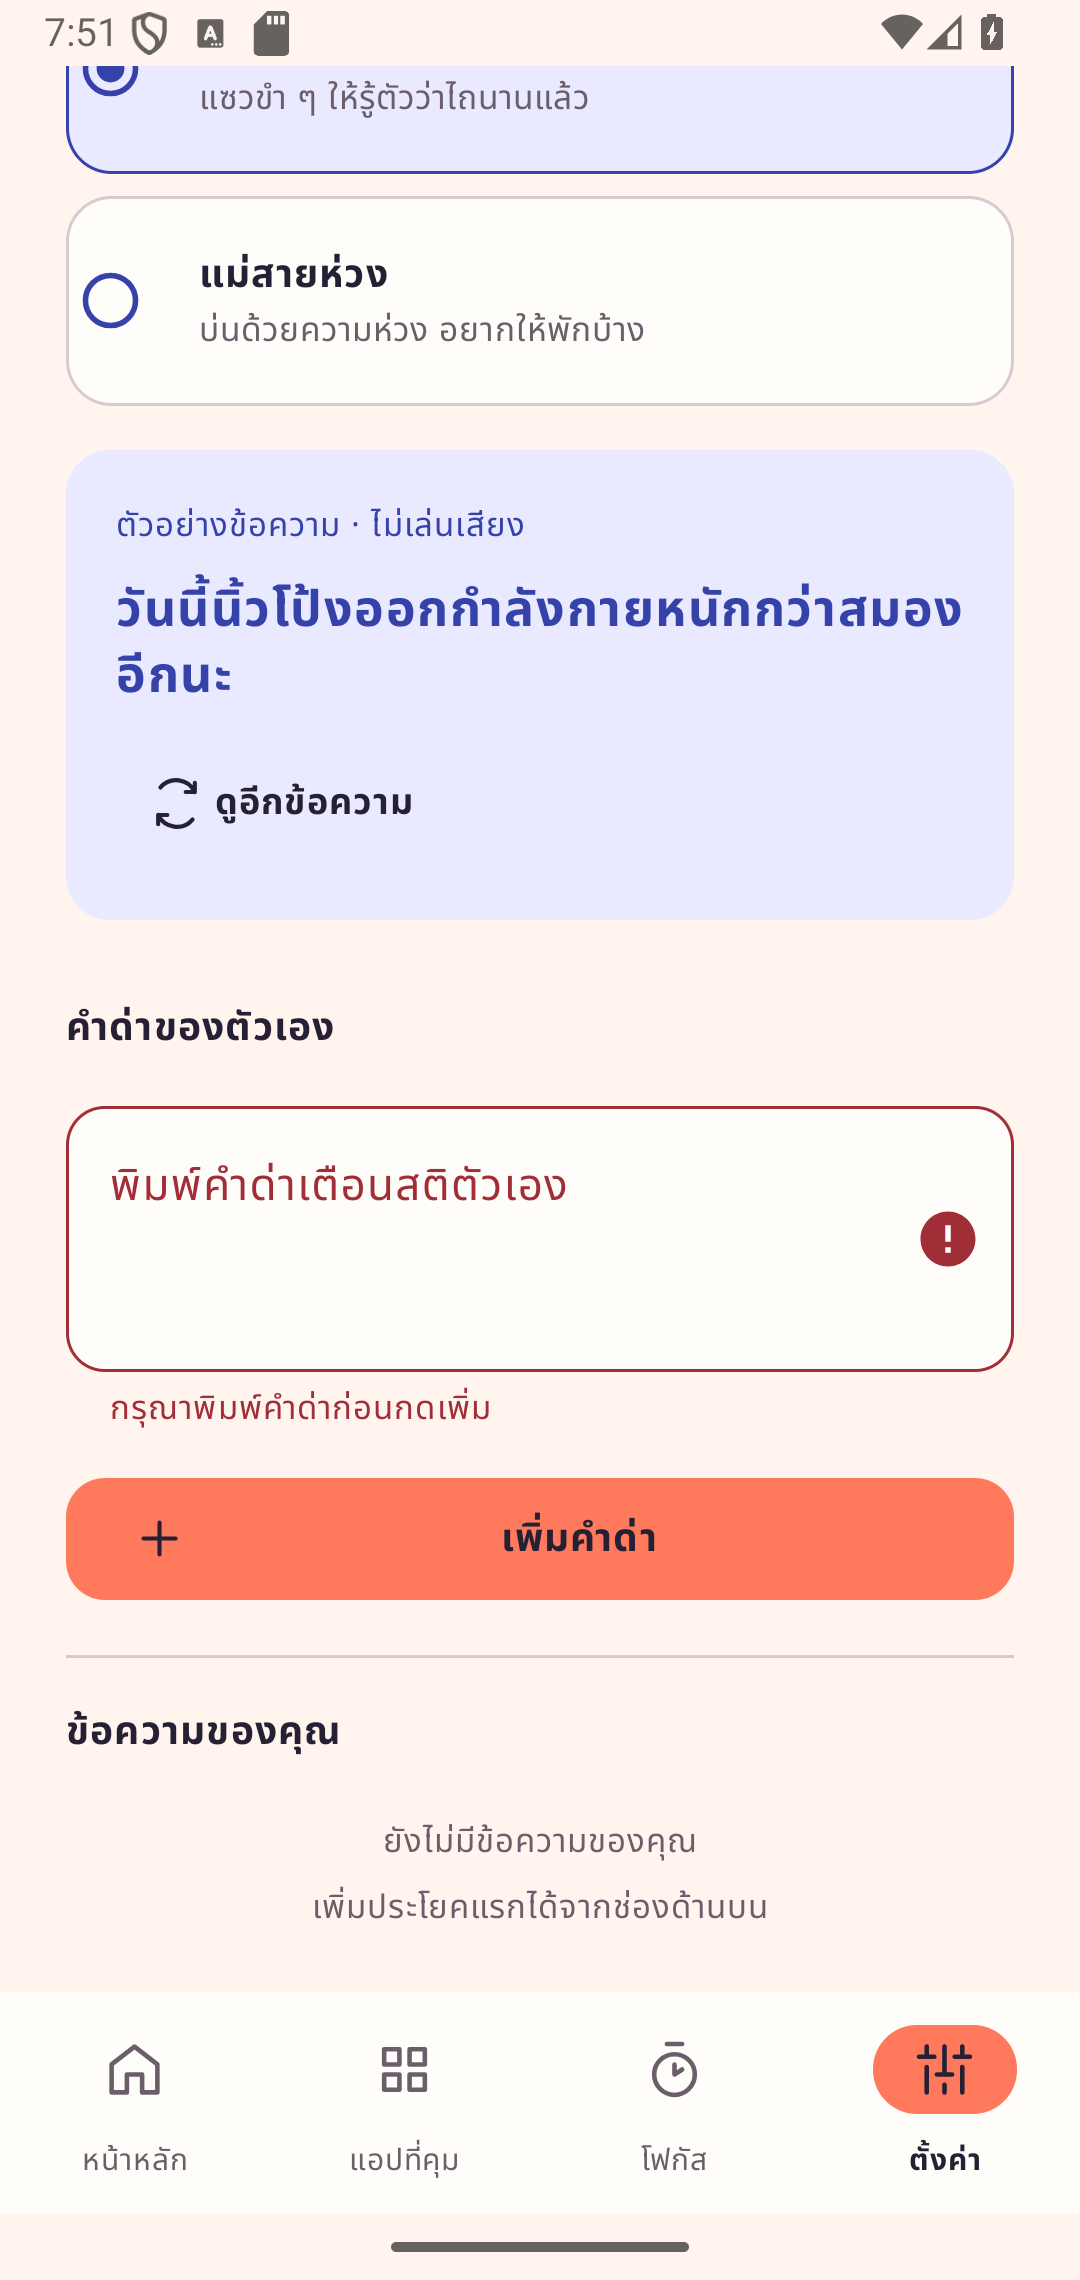 7:51
แซวขำ ๆ ให้รู้ตัวว่าไถนานแล้ว
แม่สายห่วง
บ่นด้วยความห่วง อยากให้พักบ้าง
ตัวอย่างข้อความ · ไม่เล่นเสียง
วันนี้นิ้วโป้งออกกำลังกายหนักกว่าสมอง
อีกนะ
ดูอีกข้อความ
คำด่าของตัวเอง
พิมพ์คำด่าเตือนสติตัวเอง
กรุณาพิมพ์คำด่าก่อนกดเพิ่ม
เพิ่มคำด่า
ข้อความของคุณ
ยังไม่มีข้อความของคุณ
เพิ่มประโยคแรกได้จากช่องด้านบน
หน้าหลัก
แอปที่คุม
โฟกัส
ตั้งค่า